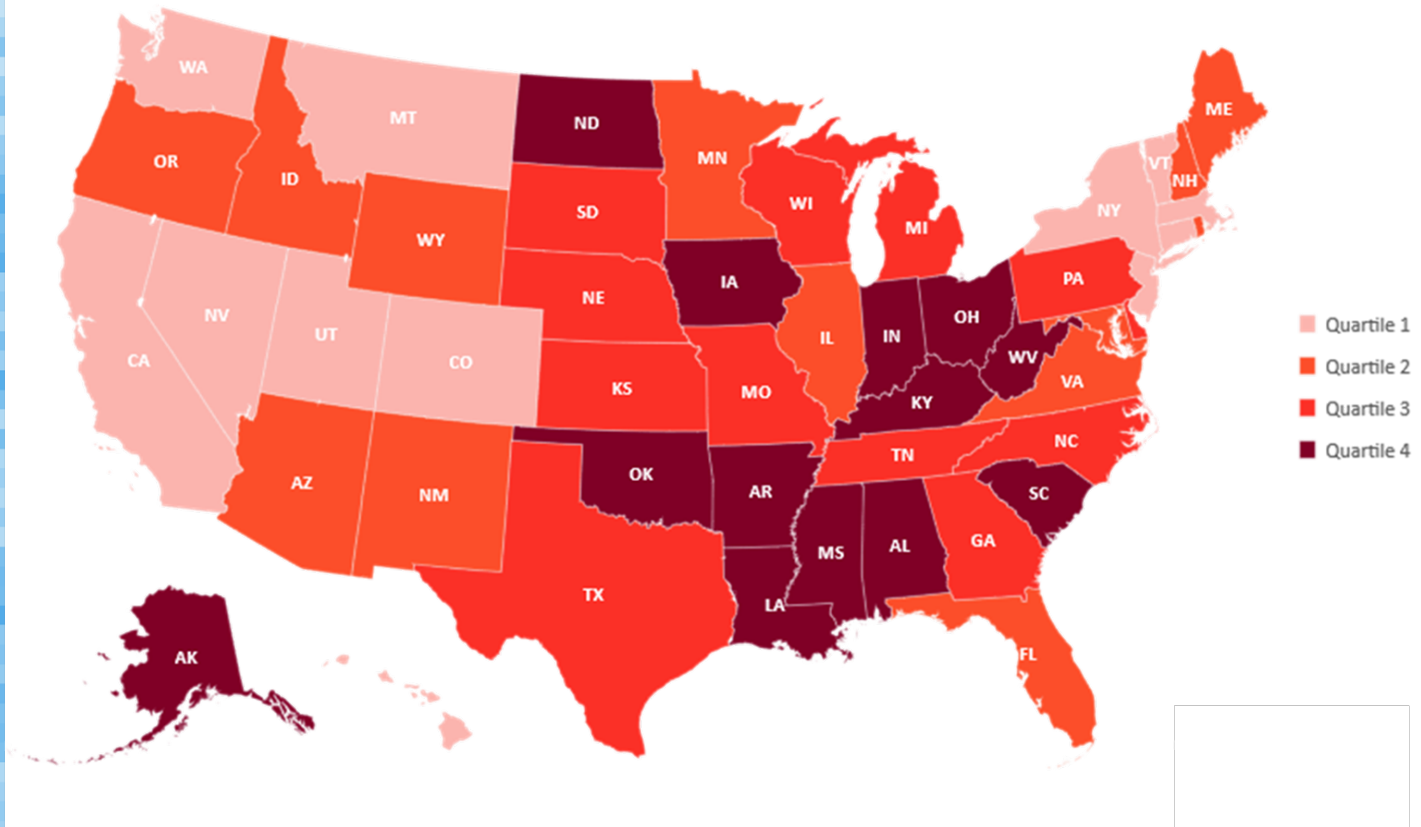 WA
MT
ND
MN
ME
OR
ID
SD
WI
VT
NH
NY
WY
MI
IA
NE
PA
NV
UT
CO
IL
IN
OH
WV
CA
KS
MO
KY
VA
AZ
NM
OK
AR
TN
NC
SC
MS
AL
GA
TX
LA
AK
FL
Quartile 1
Quartile 2
Quartile 3
Quartile 4